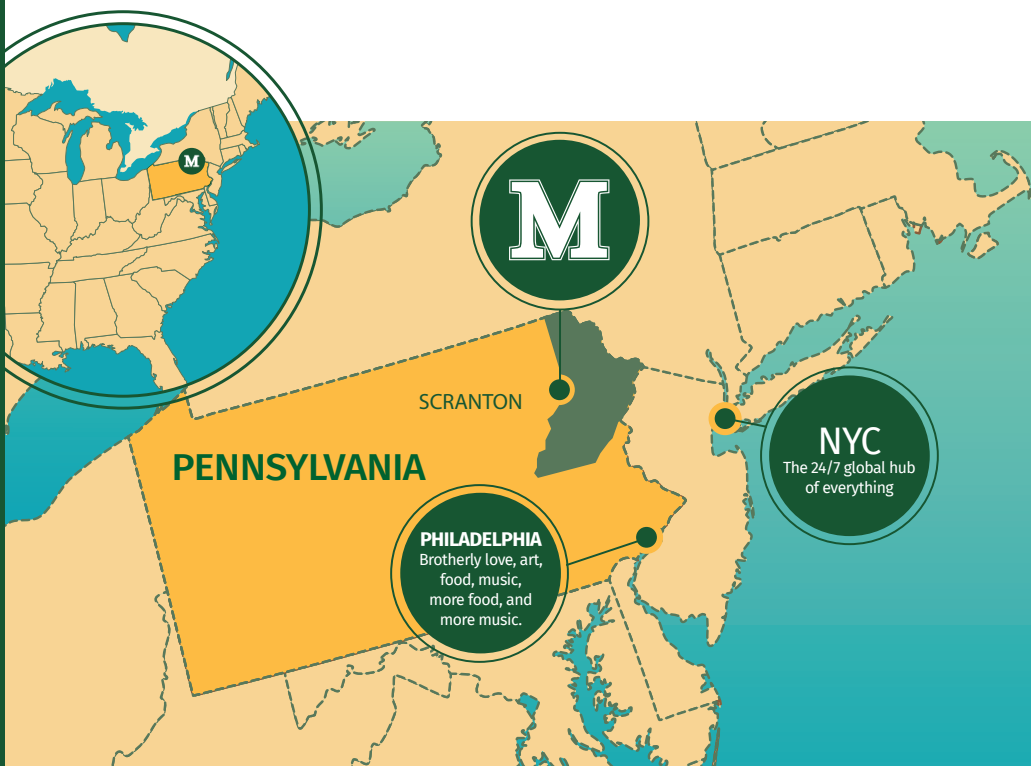 M
M
SCRANTON
PENNSYLVANIA
NYC
The 24/7 global hub
of everything
PHILADELPHIA
Brotherly love, art,
food, music,
more food, and
more music.